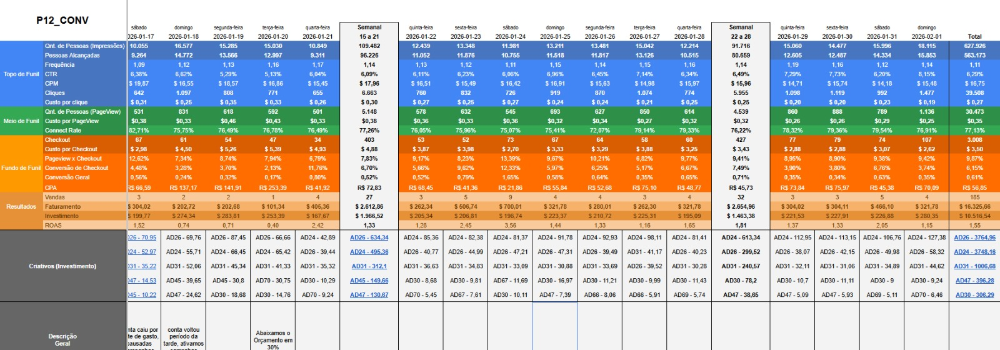 P12_CONV
sábado domingo segunda-feira terça-feira quarta-feira Semanal quinta-feira sexta-feira sábado domingo segunda-feira terça-feira quarta-feira Semanal quinta-feira sexta-feira sábado domingo
026-01-17 2026-01-18 2026-01-19 2026-01-20 2026-01-21 15 a 21 2026-01-22 2026-01-23 2026-01-24 2026-01-25 2026-01-26 2026-01-27 2026-01-28 22 a 28 2026-01-29 2026-01-30 2026-01-31 2026-02-01 Total
Topo de Funil
Qnt. de Pessoas (Impressões) 10.055 16.577 15.285 15.030 10.849 109.482 12.439 13.348 11.981 13.211 13.481 15.042 12.214 91.716 15.060 14.477 15.996 18.115 627.926
Pessoas Alcançadas 9.264 14.772 13.566 12.997 9.311 96.226 11.052 11.876 10.755 11.518 11.817 13.126 10.515 80.659 12.605 12.487 14.334 15.853 563.173
Frequência 1,09 1,12 1,13 1,16 1,17 1,14 1,13 1,12 1,11 1,15 1,14 1,15 1,16 1,14 1,19 1,16 1,12 1,14 1,11
CTR 6,38% 6,62% 5,29% 5,13% 6,04% 6,09% 6,11% 6,23% 6,06% 6,96% 6,45% 7,14% 6,34% 6,49% 7,29% 7,73% 6,20% 8,15% 6,29%
CPM $ 19,87 $ 16,55 $ 18,57 $ 16,86 $ 15,45 $ 17,96 $ 16,51 $ 15,49 $ 16,42 $ 16,91 $ 15,63 $ 14,98 $ 15,97 $ 15,96 $ 14,71 $ 15,74 $ 14,18 $ 15,48 $ 16,75
Cliques 642 1.097 808 771 655 6.663 760 832 726 919 870 1.074 774 5.955 1.098 1.119 992 1.477 39.508
Custo por clique $ 0,31 $ 0,25 $ 0,35 $ 0,33 $ 0,26 $ 0,30 $ 0,27 $ 0,25 $ 0,27 $ 0,24 $ 0,24 $ 0,21 $ 0,25 $ 0,25 $ 0,20 $ 0,20 $ 0,23 $ 0,19 $ 0,27
Meio de Funil
Qnt. de Pessoas (PageView) 531 831 618 592 501 5.148 578 632 545 693 627 850 614 4.539 860 888 789 1.136 30.473
Custo por PageView $0,38 $0,33 $0,46 $0,43 $0,33 $0,38 $0,36 $0,33 $0,36 $0,32 $0,34 $0,27 $0,32 $0,32 $0,26 $0,26 $0,29 $0,25 $0,35
Connect Rate 82,71% 75,75% 76,49% 76,78% 76,49% 77,26% 76,05% 75,96% 75,07% 75,41% 72,07% 79,14% 79,33% 76,22% 78,32% 79,36% 79,54% 76,91% 77,13%
Fundo de Funil
Checkout 67 61 54 47 34 403 53 52 73 67 64 58 60 427 77 79 74 107 3.008
Custo por Checkout $ 2,98 $ 4,50 $ 5,26 $ 5,39 $ 4,93 $ 4,88 $ 3,87 $ 3,98 $ 2,70 $ 3,33 $ 3,29 $ 3,88 $ 3,25 $ 3,43 $ 2,88 $ 2,88 $ 3,07 $ 2,62 $ 3,50
Pageview x Checkout 12,62% 7,34% 8,74% 7,94% 6,79% 7,83% 9,17% 8,23% 13,39% 9,67% 10,21% 6,82% 9,77% 9,41% 8,95% 8,90% 9,38% 9,42% 9,87%
Conversão de Checkout 4,48% 3,28% 3,70% 2,13% 11,76% 6,70% 5,66% 9,62% 12,33% 5,97% 6,25% 5,17% 6,67% 7,49% 3,90% 3,80% 6,76% 3,74% 6,15%
Conversão Geral 0,56% 0,24% 0,32% 0,17% 0,80% 0,52% 0,52% 0,79% 1,65% 0,58% 0,64% 0,35% 0,65% 0,71% 0,35% 0,34% 0,63% 0,35% 0,61%
CPA R$ 66,59 R$ 137,17 R$ 141,91 R$ 253,39 R$ 41,92 R$ 72,83 R$ 68,45 R$ 41,36 R$ 21,86 R$ 55,84 R$ 52,68 R$ 75,10 R$ 48,77 R$ 45,73 R$ 73,84 R$ 75,97 R$ 45,38 R$ 70,09 R$ 56,85
Resultados
Vendas 3 2 2 1 4 27 3 5 9 4 4 3 4 32 3 3 5 4 185
Faturamento $ 304,02 $ 202,72 $ 202,68 $ 101,34 $ 405,36 $ 2.612,86 $ 262,34 $ 506,74 $ 700,01 $ 321,78 $ 280,01 $ 262,30 $ 321,78 $ 2.654,96 $ 304,02 $ 304,11 $ 466,10 $ 321,78 $ 16.325,66
Investimento $ 199,77 $ 274,34 $ 283,81 $ 253,39 $ 167,67 $ 1.966,52 $ 205,34 $ 206,81 $ 196,74 $ 223,37 $ 210,72 $ 225,31 $ 195,09 $ 1.463,38 $ 221,53 $ 227,91 $ 226,88 $ 280,35 $ 10.516,54
ROAS 1,52 0,74 0,71 0,40 2,42 1,33 1,28 2,45 3,56 1,44 1,33 1,16 1,65 1,81 1,37 1,33 2,05 1,15 1,55
Criativos (Investimento)
D26 - 70,95 AD26 - 69,76 AD26 - 87,45 AD26 - 66,66 AD24 - 42,89 AD26 - 634,34 AD24 - 85,36 AD24 - 82,38 AD24 - 81,37 AD24 - 91,78 AD24 - 92,93 AD24 - 98,11 AD24 - 81,41 AD24 - 613,34 AD24 - 112,95 AD24 - 113,15 AD24 - 106,76 AD24 - 127,38 AD26 - 3764,96
D24 - 52,97 AD24 - 55,71 AD24 - 66,45 AD24 - 65,42 AD26 - 39,44 AD24 - 495,36 AD26 - 40,77 AD26 - 44,99 AD26 - 47,21 AD26 - 47,31 AD26 - 39,49 AD31 - 41,17 AD26 - 40,23 AD26 - 299,52 AD26 - 38,07 AD26 - 42,15 AD26 - 49,98 AD26 - 58,32 AD24 - 3748,16
D31 - 35,22 AD31 - 52,06 AD31 - 45,34 AD31 - 41,33 AD31 - 35,32 AD31 - 312,1 AD31 - 36,63 AD31 - 34,83 AD31 - 33,09 AD31 - 30,88 AD31 - 33,69 AD26 - 39,52 AD31 - 30,28 AD31 - 240,57 AD31 - 32,11 AD31 - 31,06 AD31 - 34,89 AD31 - 44,62 AD31 - 1006,68
D47 - 14,53 AD45 - 39,65 AD45 - 30,8 AD70 - 30,75 AD30 - 10,29 AD45 - 149,66 AD30 - 8,68 AD30 - 9,81 AD67 - 11,69 AD30 - 16,97 AD30 - 11,21 AD30 - 9,99 AD30 - 11,43 AD30 - 78,2 AD30 - 10,7 AD30 - 11,11 AD30 - 9 AD30 - 9,24 AD47 - 396,28
D45 - 10,22 AD47 - 24,62 AD30 - 18,68 AD30 - 14,76 AD70 - 9,24 AD47 - 130,67 AD70 - 5,45 AD67 - 7,61 AD30 - 10,11 AD47 - 7,39 AD66 - 8,06 AD66 - 5,91 AD69 - 5,74 AD47 - 38,65 AD47 - 5,09 AD47 - 5,93 AD69 - 5,11 AD70 - 6,46 AD30 - 306,29
Descrição
Geral
nta caiu por
te de gasto,
pausadas
conta voltou
período da
tarde, ativamos
Abaixamos o
Orçamento em
30%